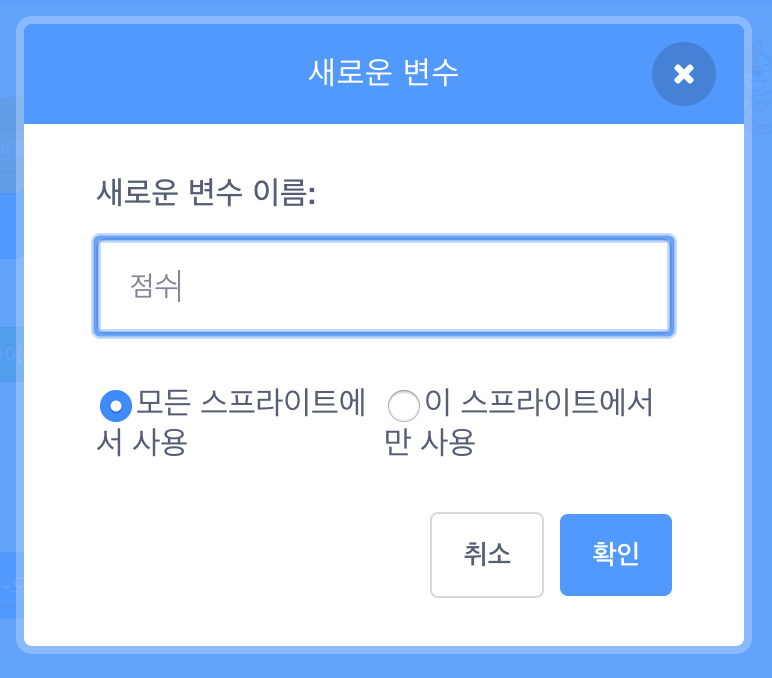 새로운 변수
새로운 변수 이름:
점수
모든 스프라이트에
서 사용
이 스프라이트에서
만 사용
취소
확인